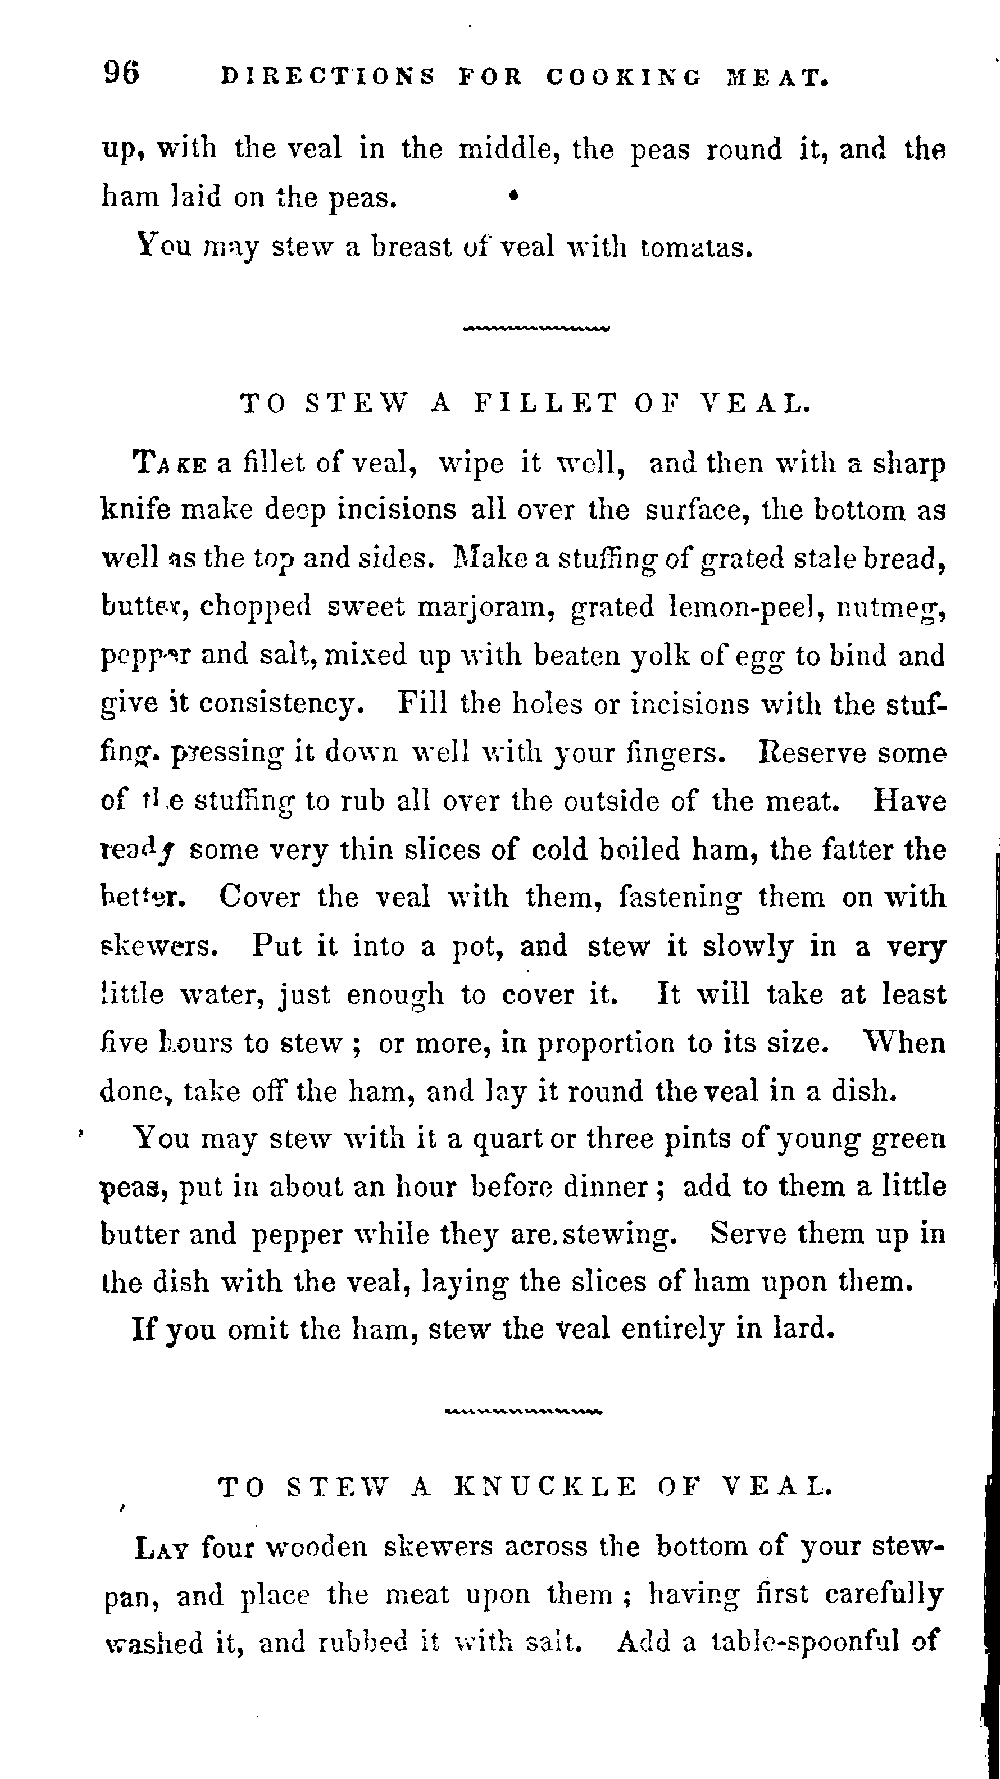 96 DIRECTIONS FOR COOKING MEAT.
up, with the veal in the middle, the peas round it, and the
ham laid on the peas.
You may stew a breast of veal with tomatas.
TO STEW A FILLET OF VEAL.
TAKE a fillet of veal, wipe it well, and then with a sharp
knife make deep incisions all over the surface, the bottom as
well as the top and sides. Make a stuffing of grated stale bread,
butter, chopped sweet marjoram, grated lemon-peel, nutmeg,
pepper and salt, mixed up with beaten yolk of egg to bind and
give it consistency. Fill the holes or incisions with the stuf-
fing. pressing it down well with your fingers. Reserve some
of the stuffing to rub all over the outside of the meat. Have
ready some very thin slices of cold boiled ham, the fatter the
better. Cover the veal with them, fastening them on with
skewers. Put it into a pot, and stew it slowly in a very
little water, just enough to cover it. It will take at least
five hours to stew; or more, in proportion to its size. When
done, take off the ham, and lay it round the veal in a dish.
You may stew with it a quart or three pints of young green
peas, put in about an hour before dinner; add to them a little
butter and pepper while they are stewing. Serve them up in
the dish with the veal, laying the slices of ham upon them.
If you omit the ham, stew the veal entirely in lard.
TO STEW A KNUCKLE OF VEAL.
LAY four wooden skewers across the bottom of your stew-
pan, and place the meat upon them; having first carefully
washed it, and rubbed it with salt. Add a table-spoonful of